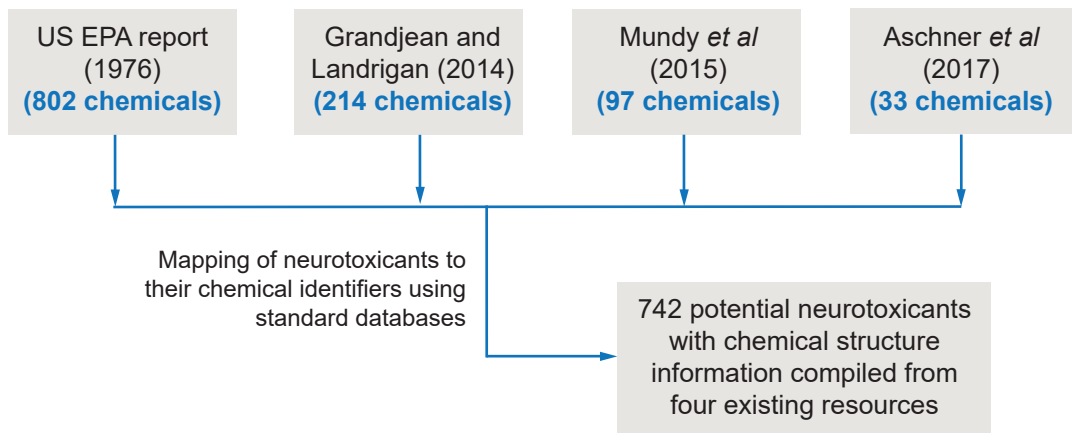 US EPA report
(1976)
(802 chemicals)
Grandjean and
Landrigan (2014)
(214 chemicals)
Mundy et al
(2015)
(97 chemicals)
Aschner et al
(2017)
(33 chemicals)
Mapping of neurotoxicants to
their chemical identifiers using
standard databases
742 potential neurotoxicants
with chemical structure
information compiled from
four existing resources